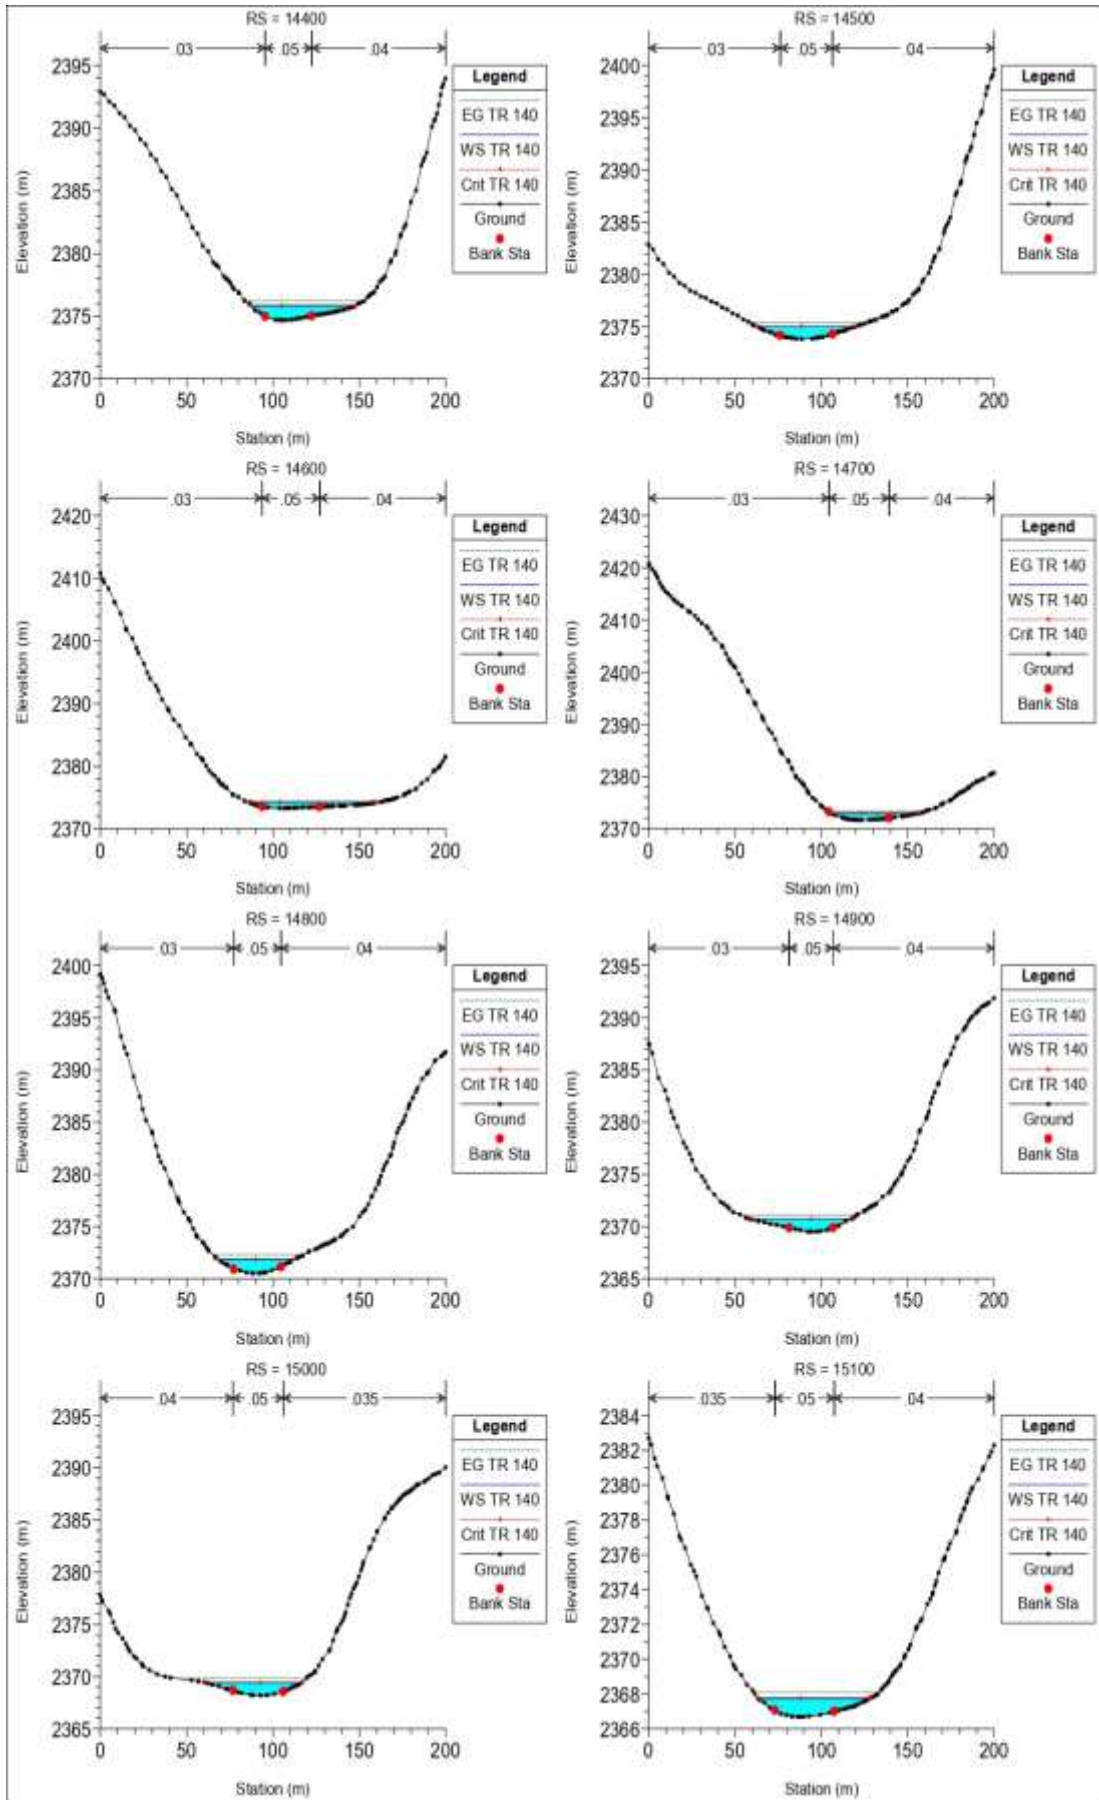 RS = 14400
.03 .05 .04
2395
2390
2385
2380
2375
2370
Elevation (m)
0 50 100 150 200
Station (m)
Legend
EG TR 140
WS TR 140
Crit TR 140
Ground
Bank Sta
RS = 14500
.03 .05 .04
2400
2395
2390
2385
2380
2375
2370
Elevation (m)
0 50 100 150 200
Station (m)
Legend
EG TR 140
WS TR 140
Crit TR 140
Ground
Bank Sta
RS = 14600
.03 .05 .04
2420
2410
2400
2390
2380
2370
Elevation (m)
0 50 100 150 200
Station (m)
Legend
EG TR 140
WS TR 140
Crit TR 140
Ground
Bank Sta
RS = 14700
.03 .05 .04
2430
2420
2410
2400
2390
2380
2370
Elevation (m)
0 50 100 150 200
Station (m)
Legend
EG TR 140
WS TR 140
Crit TR 140
Ground
Bank Sta
RS = 14800
.03 .05 .04
2400
2395
2390
2385
2380
2375
2370
Elevation (m)
0 50 100 150 200
Station (m)
Legend
EG TR 140
WS TR 140
Crit TR 140
Ground
Bank Sta
RS = 14900
.03 .05 .04
2395
2390
2385
2380
2375
2370
2365
Elevation (m)
0 50 100 150 200
Station (m)
Legend
EG TR 140
WS TR 140
Crit TR 140
Ground
Bank Sta
RS = 15000
.04 .05 .035
2395
2390
2385
2380
2375
2370
2365
Elevation (m)
0 50 100 150 200
Station (m)
Legend
EG TR 140
WS TR 140
Crit TR 140
Ground
Bank Sta
RS = 15100
.035 .05 .04
2384
2382
2380
2378
2376
2374
2372
2370
2368
2366
Elevation (m)
0 50 100 150 200
Station (m)
Legend
EG TR 140
WS TR 140
Crit TR 140
Ground
Bank Sta